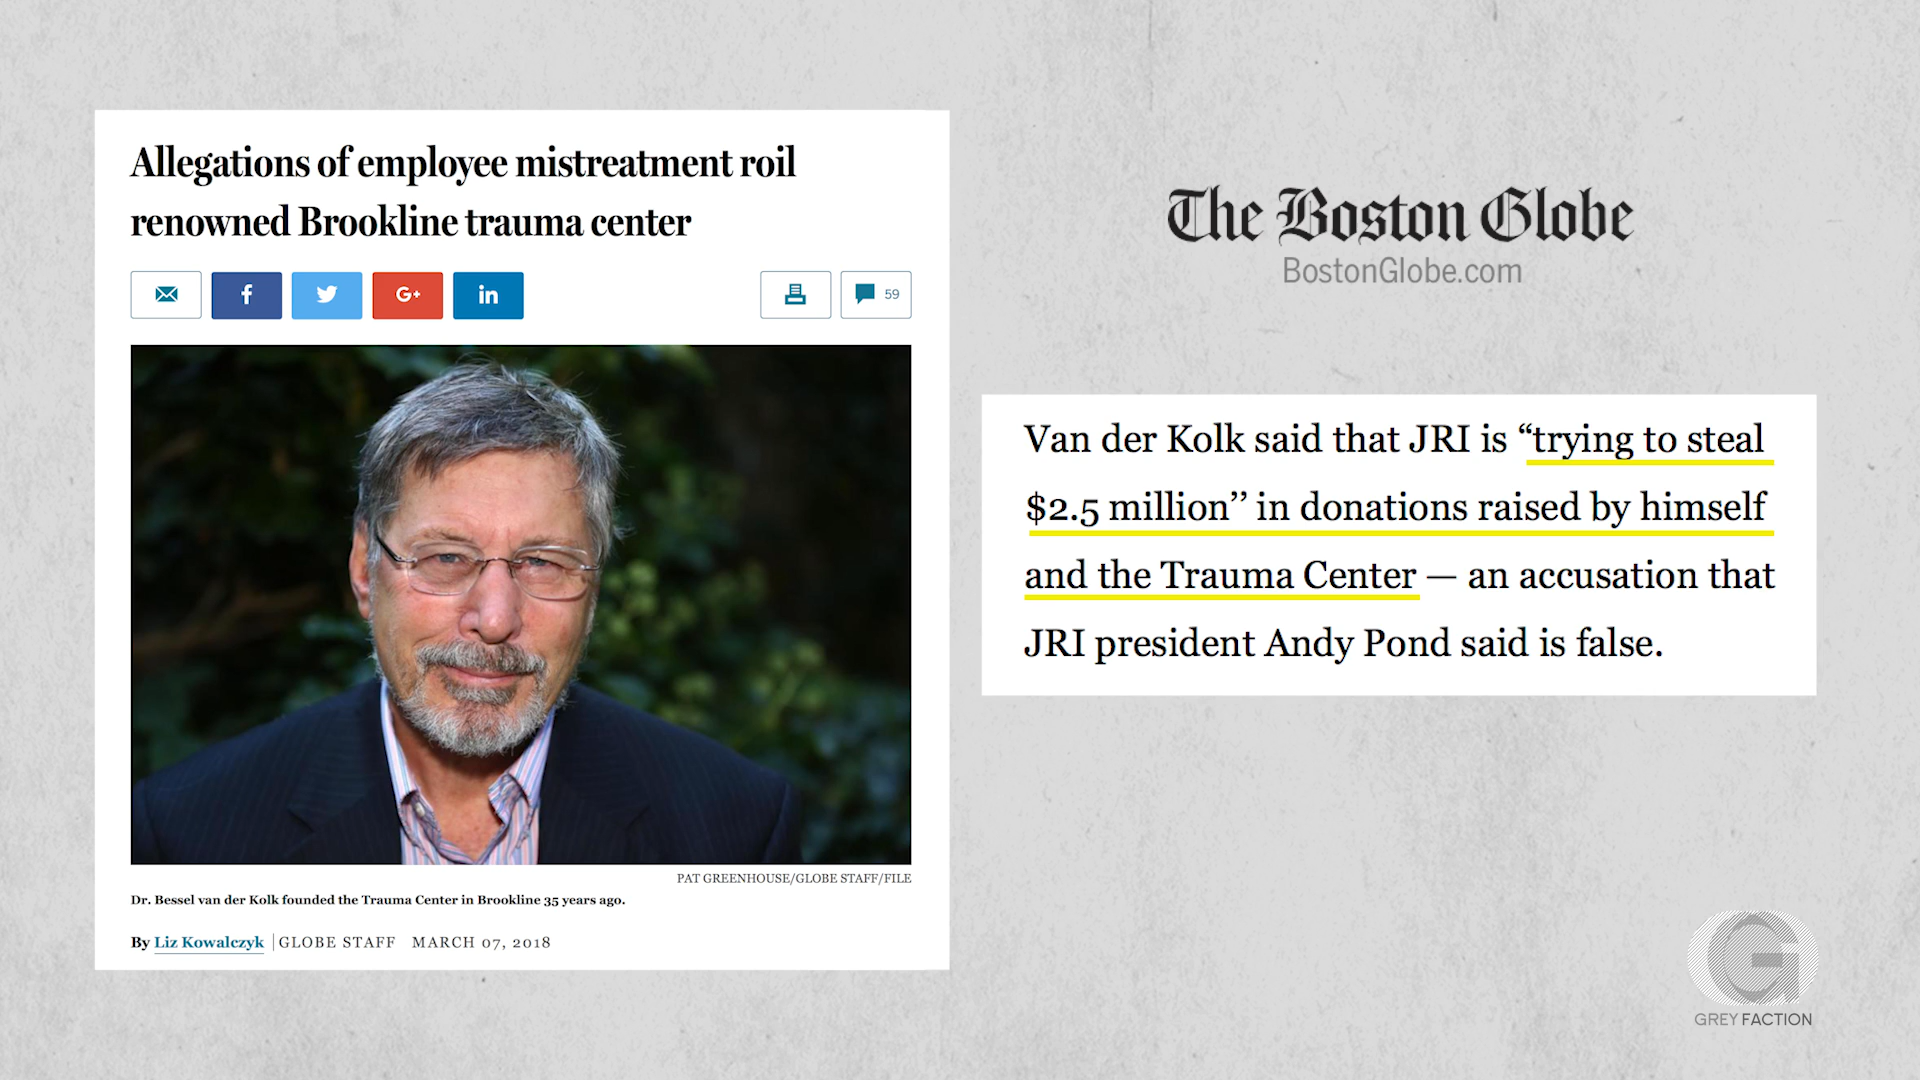 Allegations of employee mistreatment roil
renowned Brookline trauma center
f
G+
in
59
PAT GREENHOUSE/GLOBE STAFF/FILE
Dr. Bessel van der Kolk founded the Trauma Center in Brookline 35 years ago.
By Liz Kowalczyk | GLOBE STAFF MARCH 07, 2018
The Boston Globe
BostonGlobe.com
Van der Kolk said that JRI is “trying to steal
$2.5 million’’ in donations raised by himself
and the Trauma Center — an accusation that
JRI president Andy Pond said is false.
G
GREY FACTION